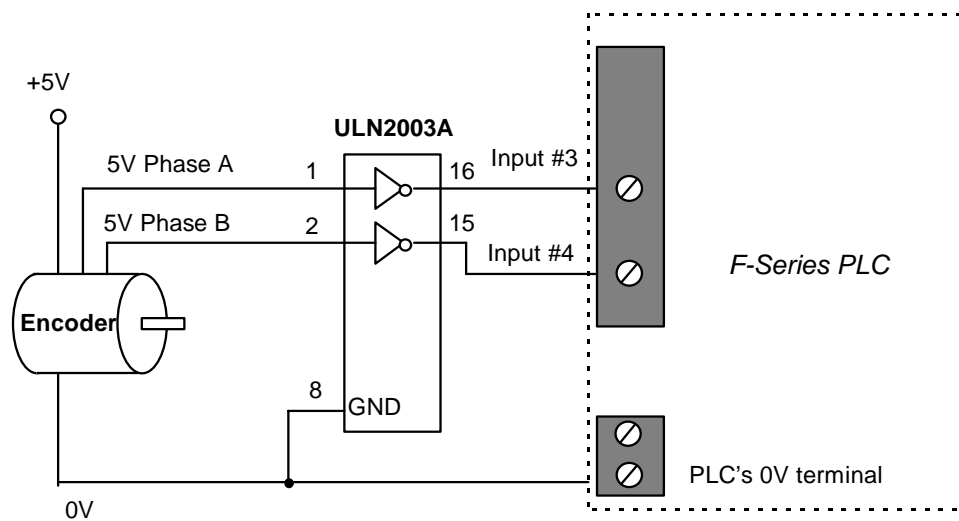 +5V
ULN2003A
5V Phase A
1
16
Input #3
5V Phase B
2
15
Input #4
F-Series PLC
Encoder
8
GND
PLC's 0V terminal
0V